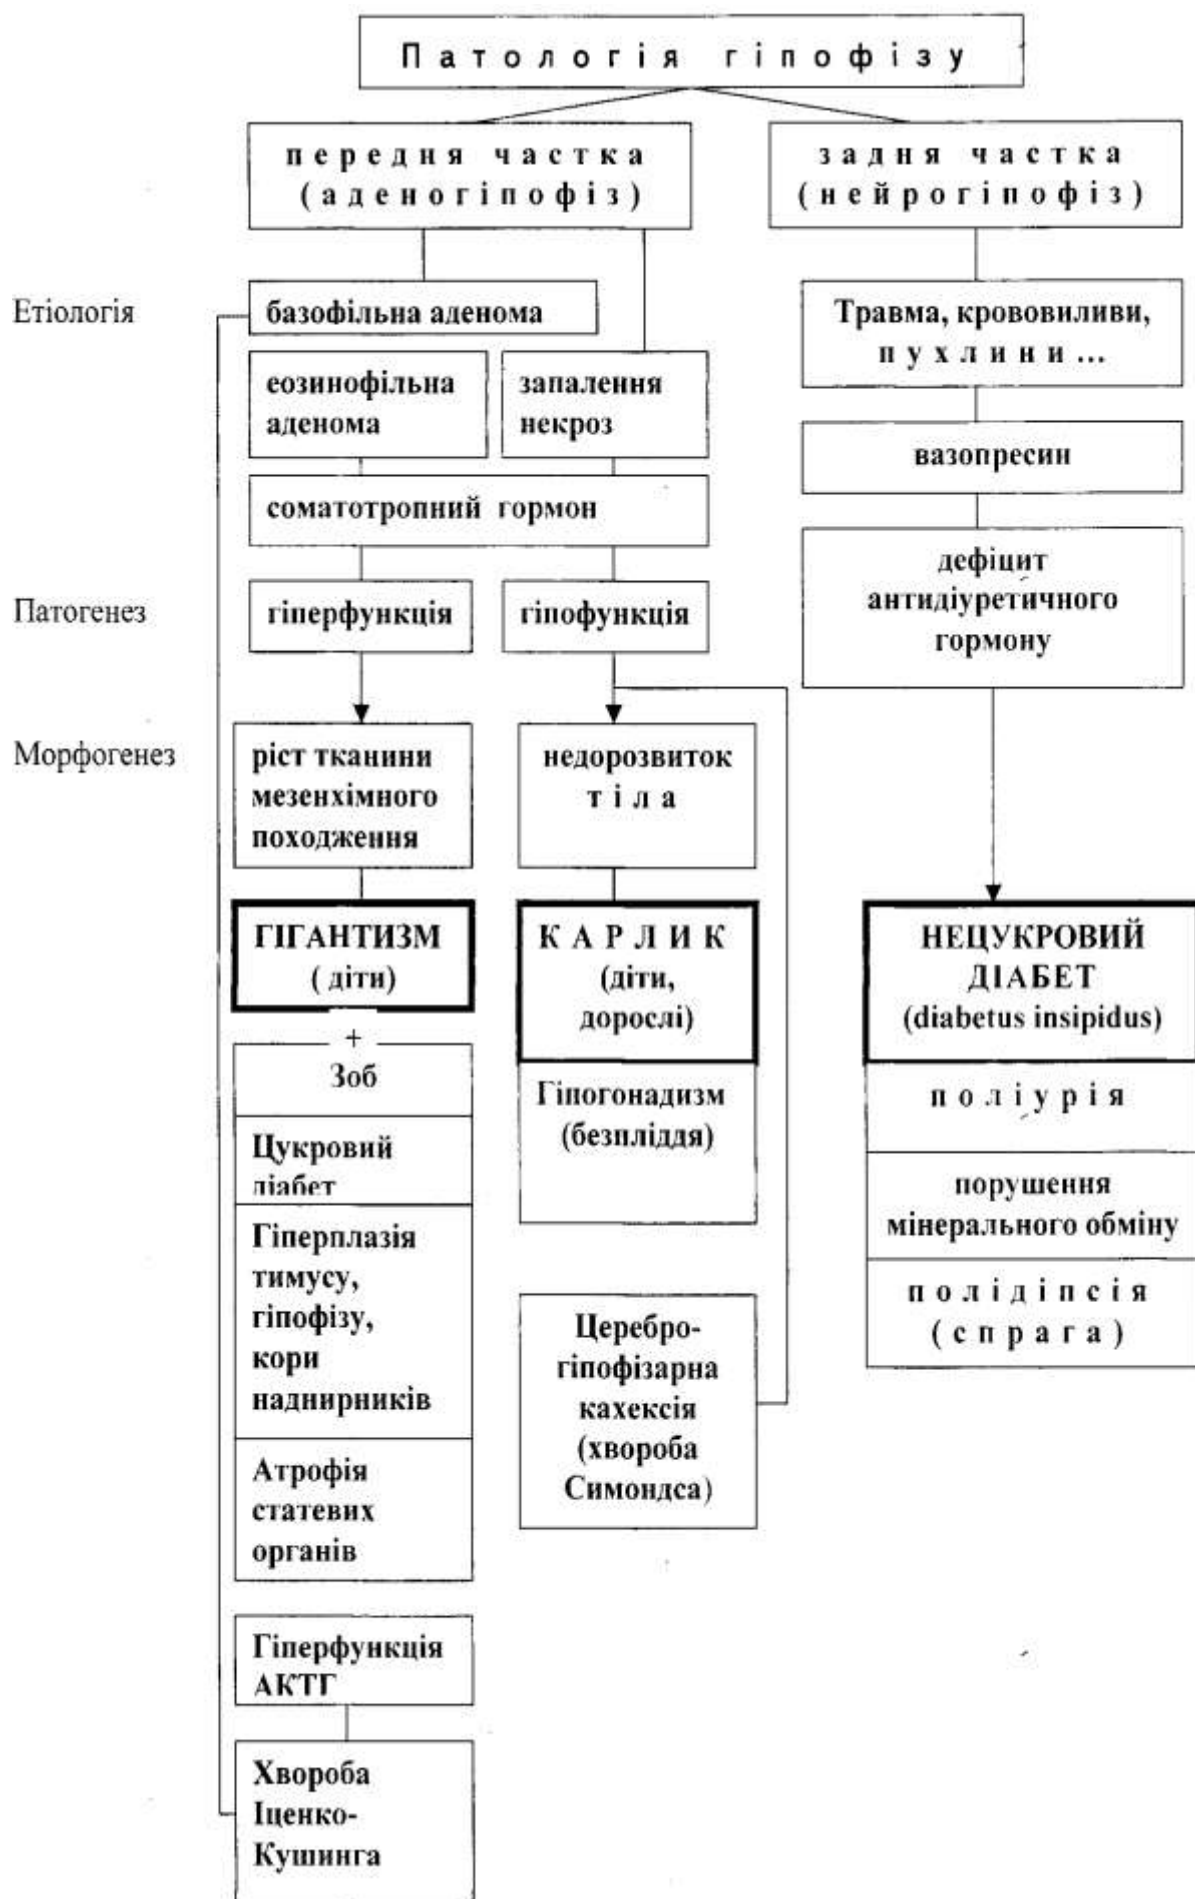 Патологія гіпофізу
передня частка
(аденогіпофіз)
задня частка
(нейрогіпофіз)
Етіологія
базофільна аденома
еозинофільна
аденома
запалення
некроз
соматотропний гормон
Травма, крововиливи,
пухлини...
вазопресин
дефіцит
антидіуретичного
гормону
Патогенез
гіперфункція
гіпофункція
Морфогенез
ріст тканини
мезенхімного
походження
недорозвиток
тіла
ГІГАНТИЗМ
( діти)
КАРЛИК
(діти,
дорослі)
НЕЦУКРОВИЙ
ДІАБЕТ
(diabetus insipidus)
+
Зоб
Цукровий
діабет
Гіперплазія
тимусу,
гіпофізу,
кори
наднирників
Атрофія
статевих
органів
Гіпогонадизм
(безпліддя)
Церебро-
гіпофізарна
кахексія
(хвороба
Симондса)
поліурія
порушення
мінерального обміну
полідіпсія
(спрага)
Гіперфункція
АКТГ
Хвороба
Іценко-
Кушинга